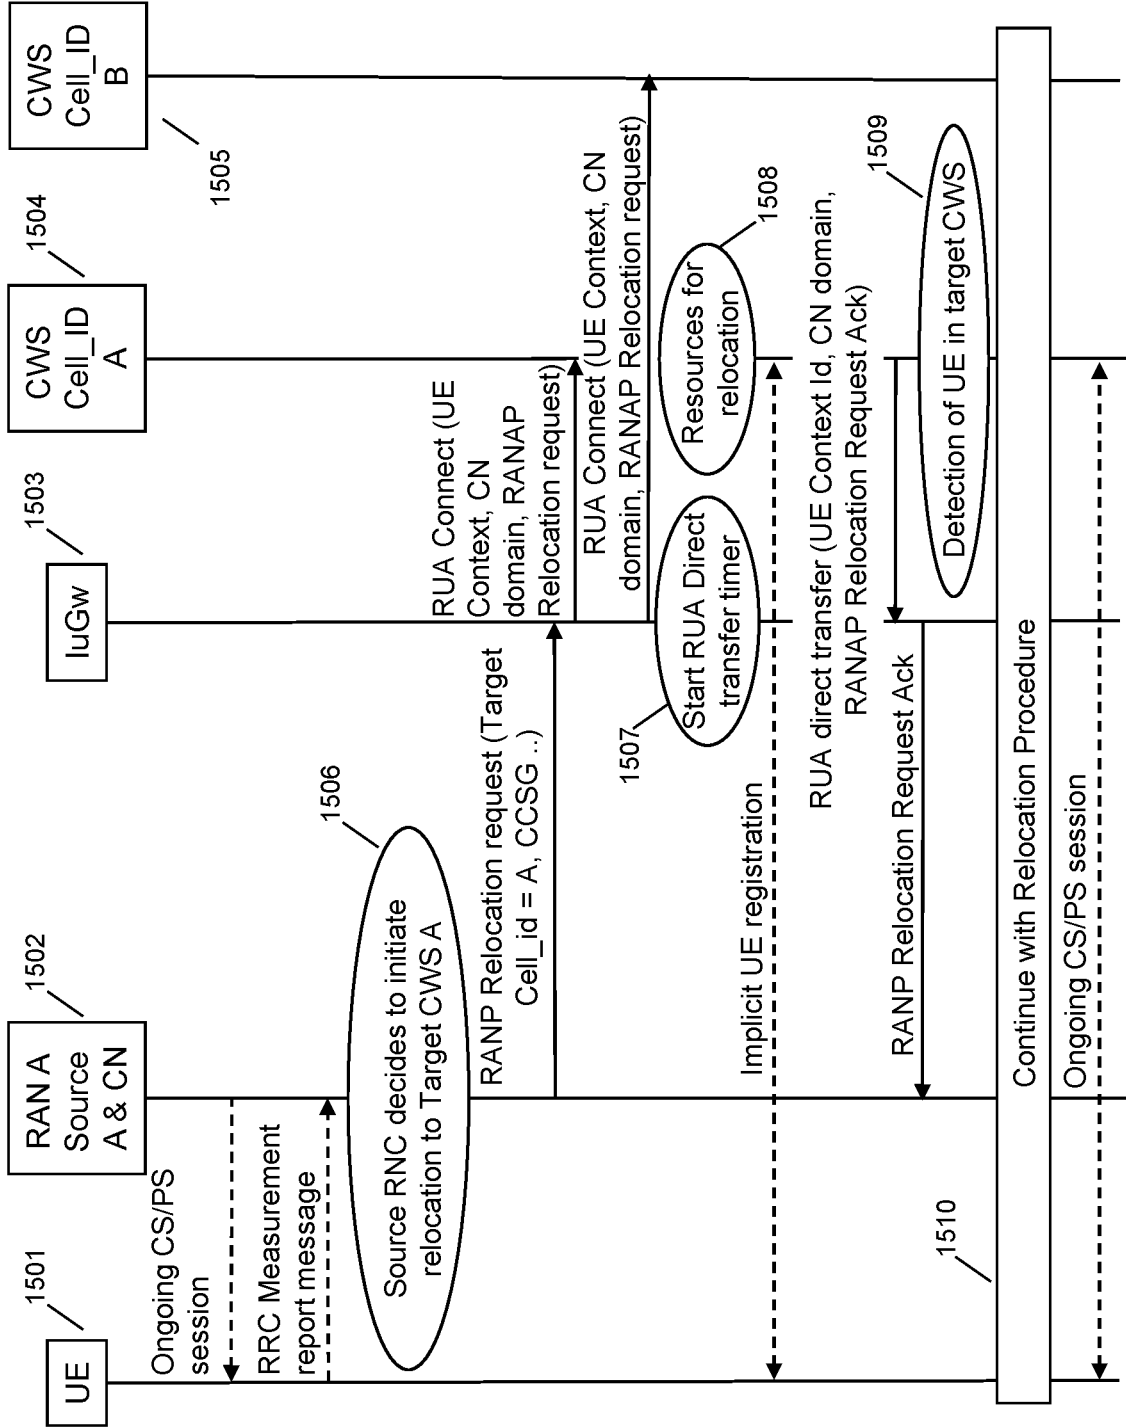 UE
1501
RAN A
Source
A & CN
1502
IuGw
1503
CWS
Cell_ID
A
1504
CWS
Cell_ID
B
1505
Ongoing CS/PS
session
RRC Measurement
report message
Source RNC decides to initiate
relocation to Target CWS A
1506
RANP Relocation request (Target
Cell_id = A, CCSG ..)
RUA Connect (UE
Context, CN
domain, RANAP
Relocation request)
RUA Connect (UE Context, CN
domain, RANAP Relocation request)
Start RUA Direct
transfer timer
1507
Resources for
relocation
1508
Implicit UE registration
RUA direct transfer (UE Context Id, CN domain,
RANAP Relocation Request Ack)
RANP Relocation Request Ack
Detection of UE in target CWS
1509
1510
Continue with Relocation Procedure
Ongoing CS/PS session